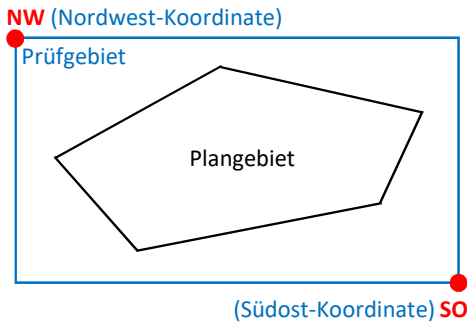 NW (Nordwest-Koordinate)
Prüfgebiet
Plangebiet
(Südost-Koordinate) SO